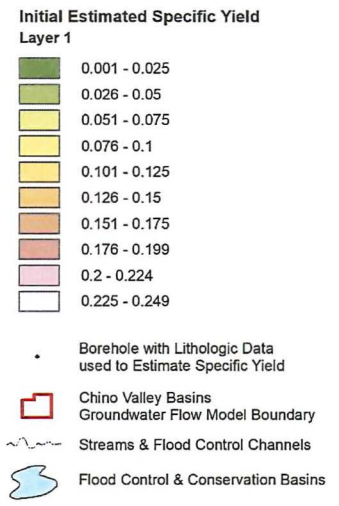 Initial Estimated Specific Yield
Layer 1
0.001 - 0.025
0.026 - 0.05
0.051 - 0.075
0.076 - 0.1
0.101 - 0.125
0.126 - 0.15
0.151 - 0.175
0.176 - 0.199
0.2 - 0.224
0.225 - 0.249
Borehole with Lithologic Data
used to Estimate Specific Yield
Chino Valley Basins
Groundwater Flow Model Boundary
Streams & Flood Control Channels
Flood Control & Conservation Basins